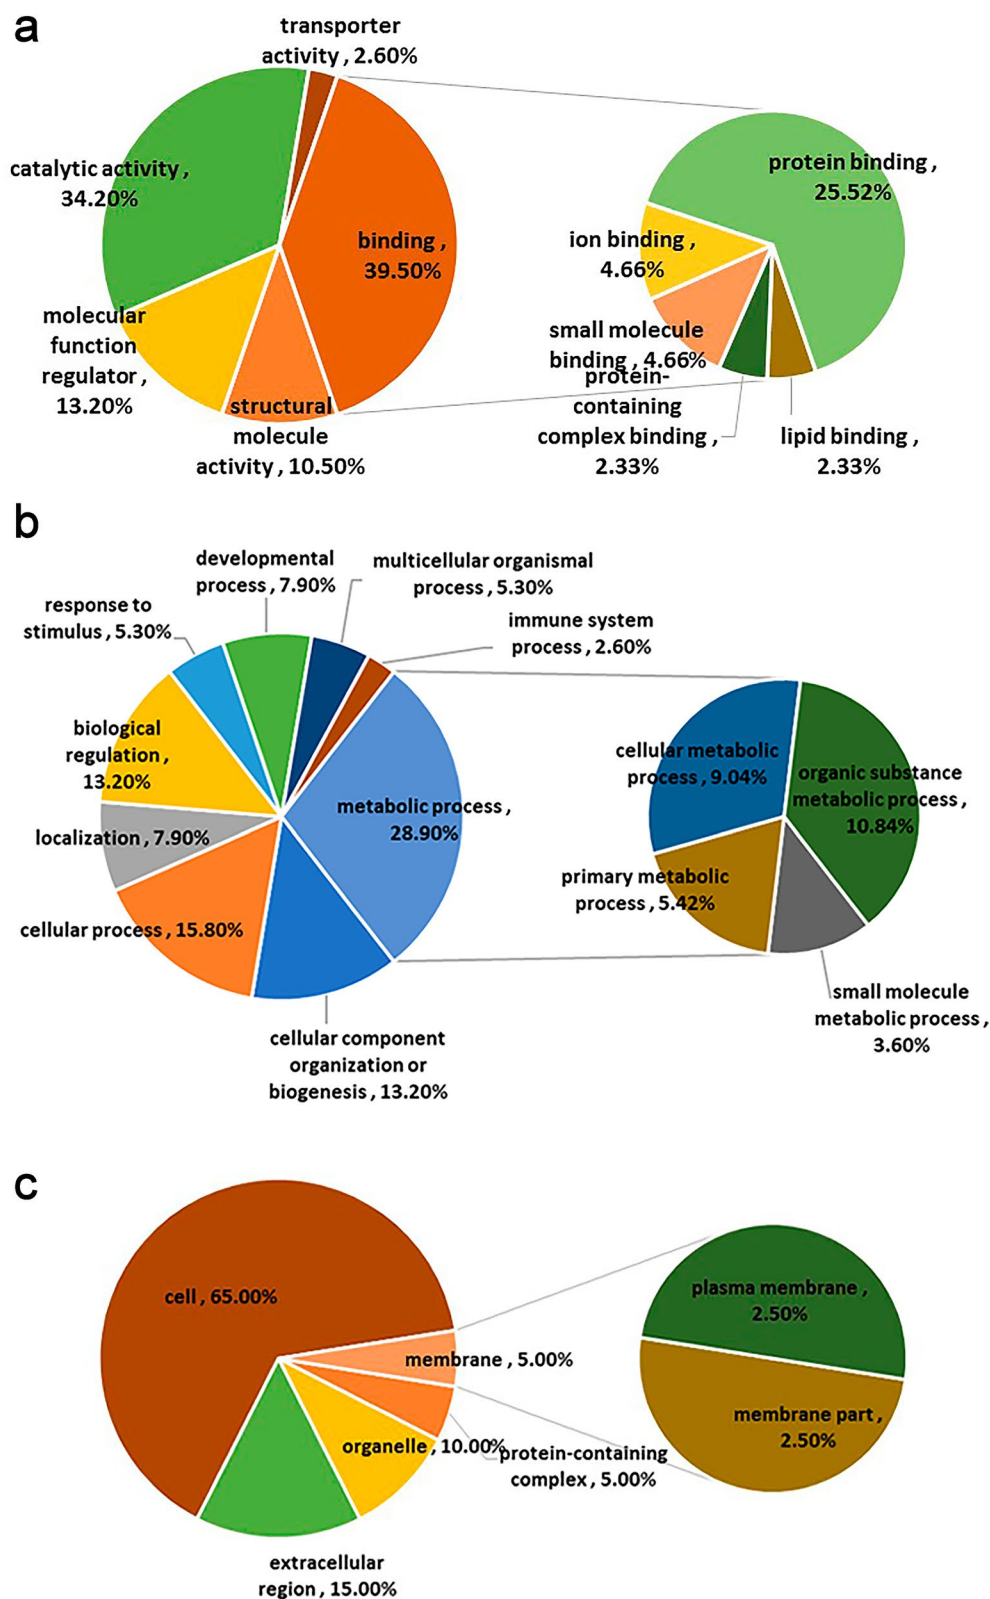 a
transporter
activity , 2.60%
catalytic activity ,
34.20%
binding ,
39.50%
molecular
function
regulator ,
13.20%
structural
molecule
activity , 10.50%
protein binding ,
25.52%
ion binding ,
4.66%
small molecule
binding , 4.66%
protein-
containing
complex binding ,
2.33%
lipid binding ,
2.33%
b
developmental
process , 7.90%
multicellular organismal
process , 5.30%
response to
stimulus , 5.30%
immune system
process , 2.60%
biological
regulation ,
13.20%
metabolic process ,
28.90%
localization , 7.90%
cellular process , 15.80%
cellular component
organization or
biogenesis , 13.20%
cellular metabolic
process , 9.04%
organic substance
metabolic process ,
10.84%
primary metabolic
process , 5.42%
small molecule
metabolic process ,
3.60%
c
cell , 65.00%
membrane , 5.00%
organelle , 10.00%
protein-containing
complex , 5.00%
extracellular
region , 15.00%
plasma membrane ,
2.50%
membrane part ,
2.50%